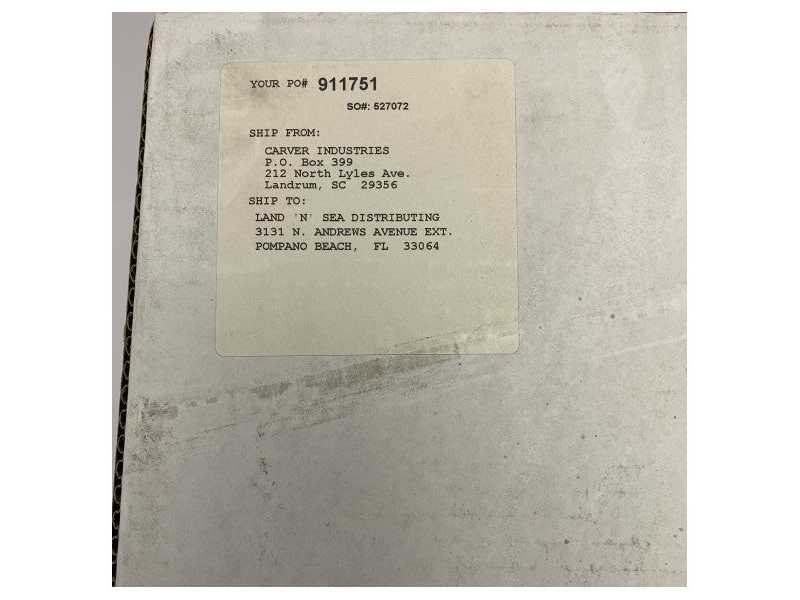 YOUR PO# 911751
SO#: 527072
SHIP FROM:
CARVER INDUSTRIES
P.O. Box 399
212 North Lyles Ave.
Landrum, SC 29356
SHIP TO:
LAND 'N' SEA DISTRIBUTING
3131 N. ANDREWS AVENUE EXT.
POMPANO BEACH, FL 33064